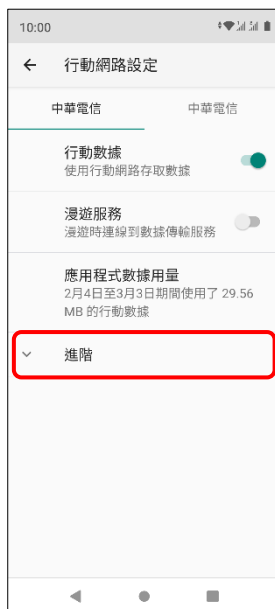 10:00
行動網路設定
中華電信 中華電信
行動數據
使用行動網路存取數據
漫遊服務
漫遊時連線到數據傳輸服務
應用程式數據用量
2月4日至3月3日期間使用了 29.56
MB 的行動數據
進階